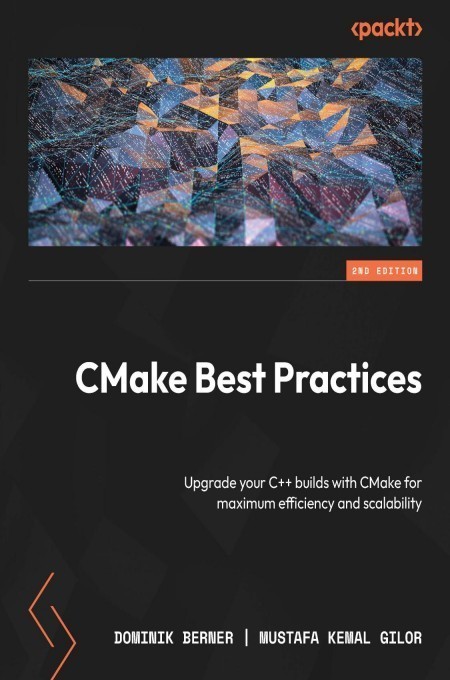 <packt>
2ND EDITION
CMake Best Practices
Upgrade your C++ builds with CMake for
maximum efficiency and scalability
DOMINIK BERNER | MUSTAFA KEMAL GILOR